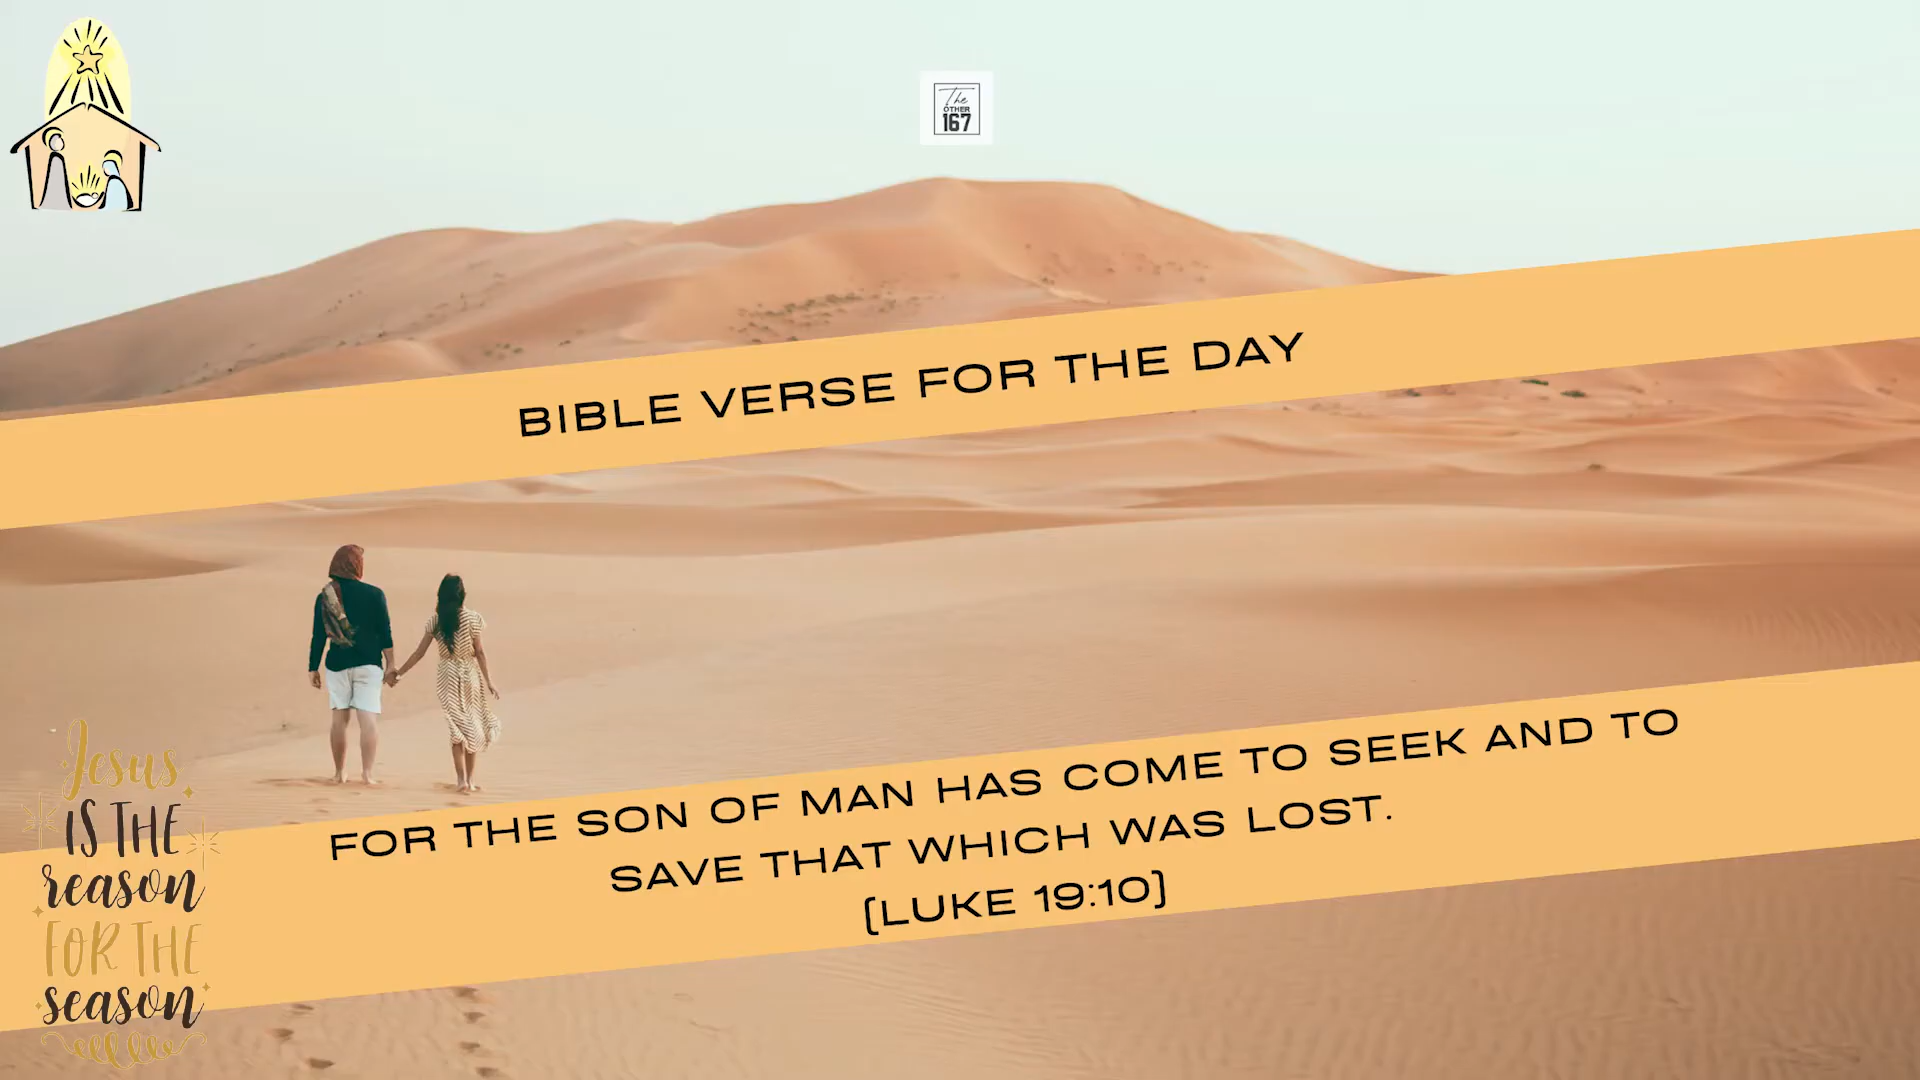 The
OTHER
167
BIBLE VERSE FOR THE DAY
FOR THE SON OF MAN HAS COME TO SEEK AND TO
SAVE THAT WHICH WAS LOST.
[LUKE 19:10]
Jesus
IS THE
reason
FOR THE
season